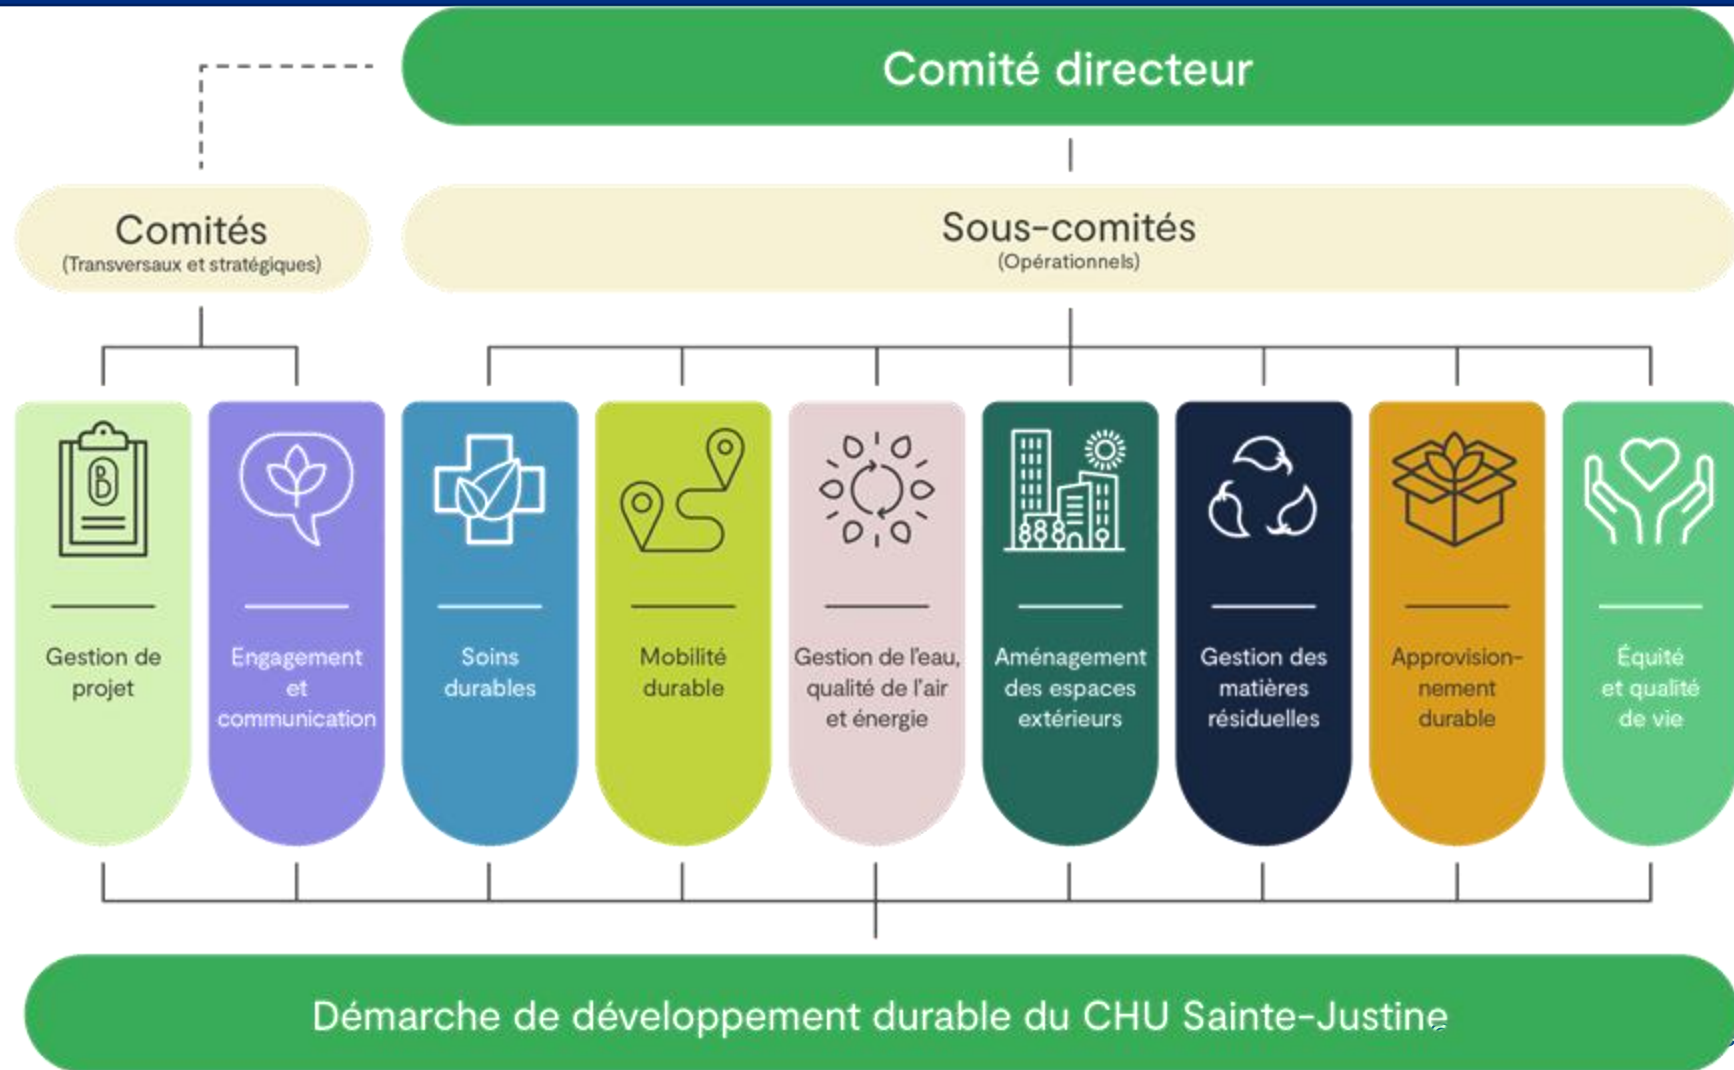 Comité directeur
Comités
(Transversaux et stratégiques)
Sous-comités
(Opérationnels)
Gestion de
projet
Engagement
et
communication
Soins
durables
Mobilité
durable
Gestion de l'eau,
qualité de l'air
et énergie
Aménagement
des espaces
extérieurs
Gestion des
matières
résiduelles
Approvision-
nement
durable
Équité
et qualité
de vie
Démarche de développement durable du CHU Sainte-Justine